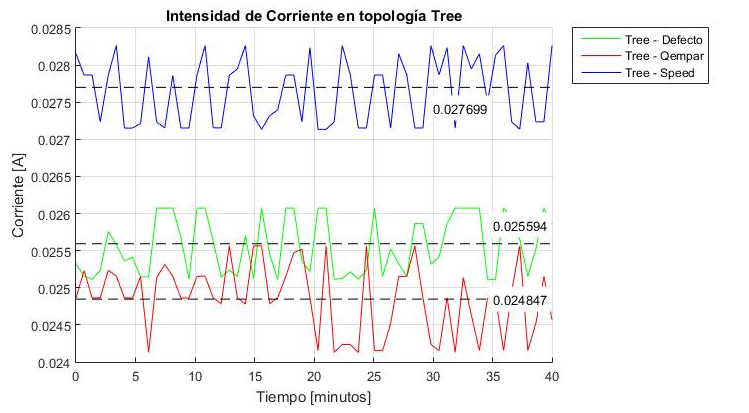 Intensidad de Corriente en topología Tree
Tree - Defecto
Tree - Qempar
Tree - Speed
Corriente [A]
0.0285
0.028
0.0275
0.027
0.0265
0.026
0.0255
0.025
0.0245
0.024
0.027699
0.025594
0.024847
0 5 10 15 20 25 30 35 40
Tiempo [minutos]